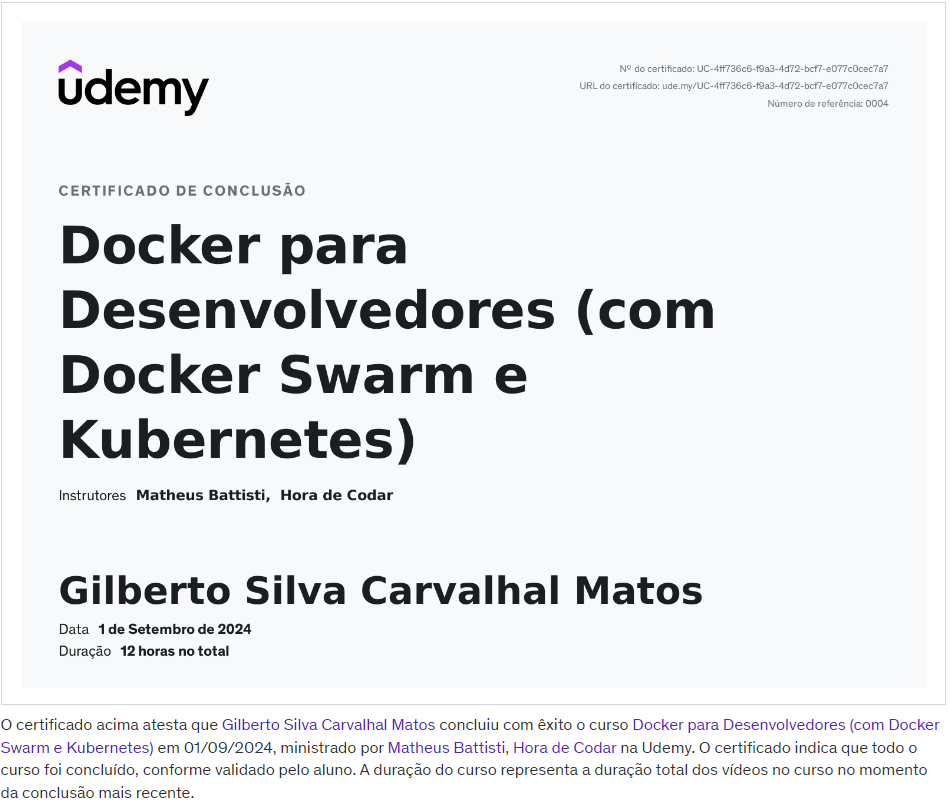 udemy
Nº do certificado: UC-4ff736c6-f9a3-4d72-bcf7-e077c0cec7a7
URL do certificado: ude.my/UC-4ff736c6-f9a3-4d72-bcf7-e077c0cec7a7
Número de referência: 0004
CERTIFICADO DE CONCLUSÃO
Docker para
Desenvolvedores (com
Docker Swarm e
Kubernetes)
Instrutores Matheus Battisti, Hora de Codar
Gilberto Silva Carvalhal Matos
Data 1 de Setembro de 2024
Duração 12 horas no total
O certificado acima atesta que Gilberto Silva Carvalhal Matos concluiu com êxito o curso Docker para Desenvolvedores (com Docker
Swarm e Kubernetes) em 01/09/2024, ministrado por Matheus Battisti, Hora de Codar na Udemy. O certificado indica que todo o
curso foi concluído, conforme validado pelo aluno. A duração do curso representa a duração total dos vídeos no curso no momento
da conclusão mais recente.